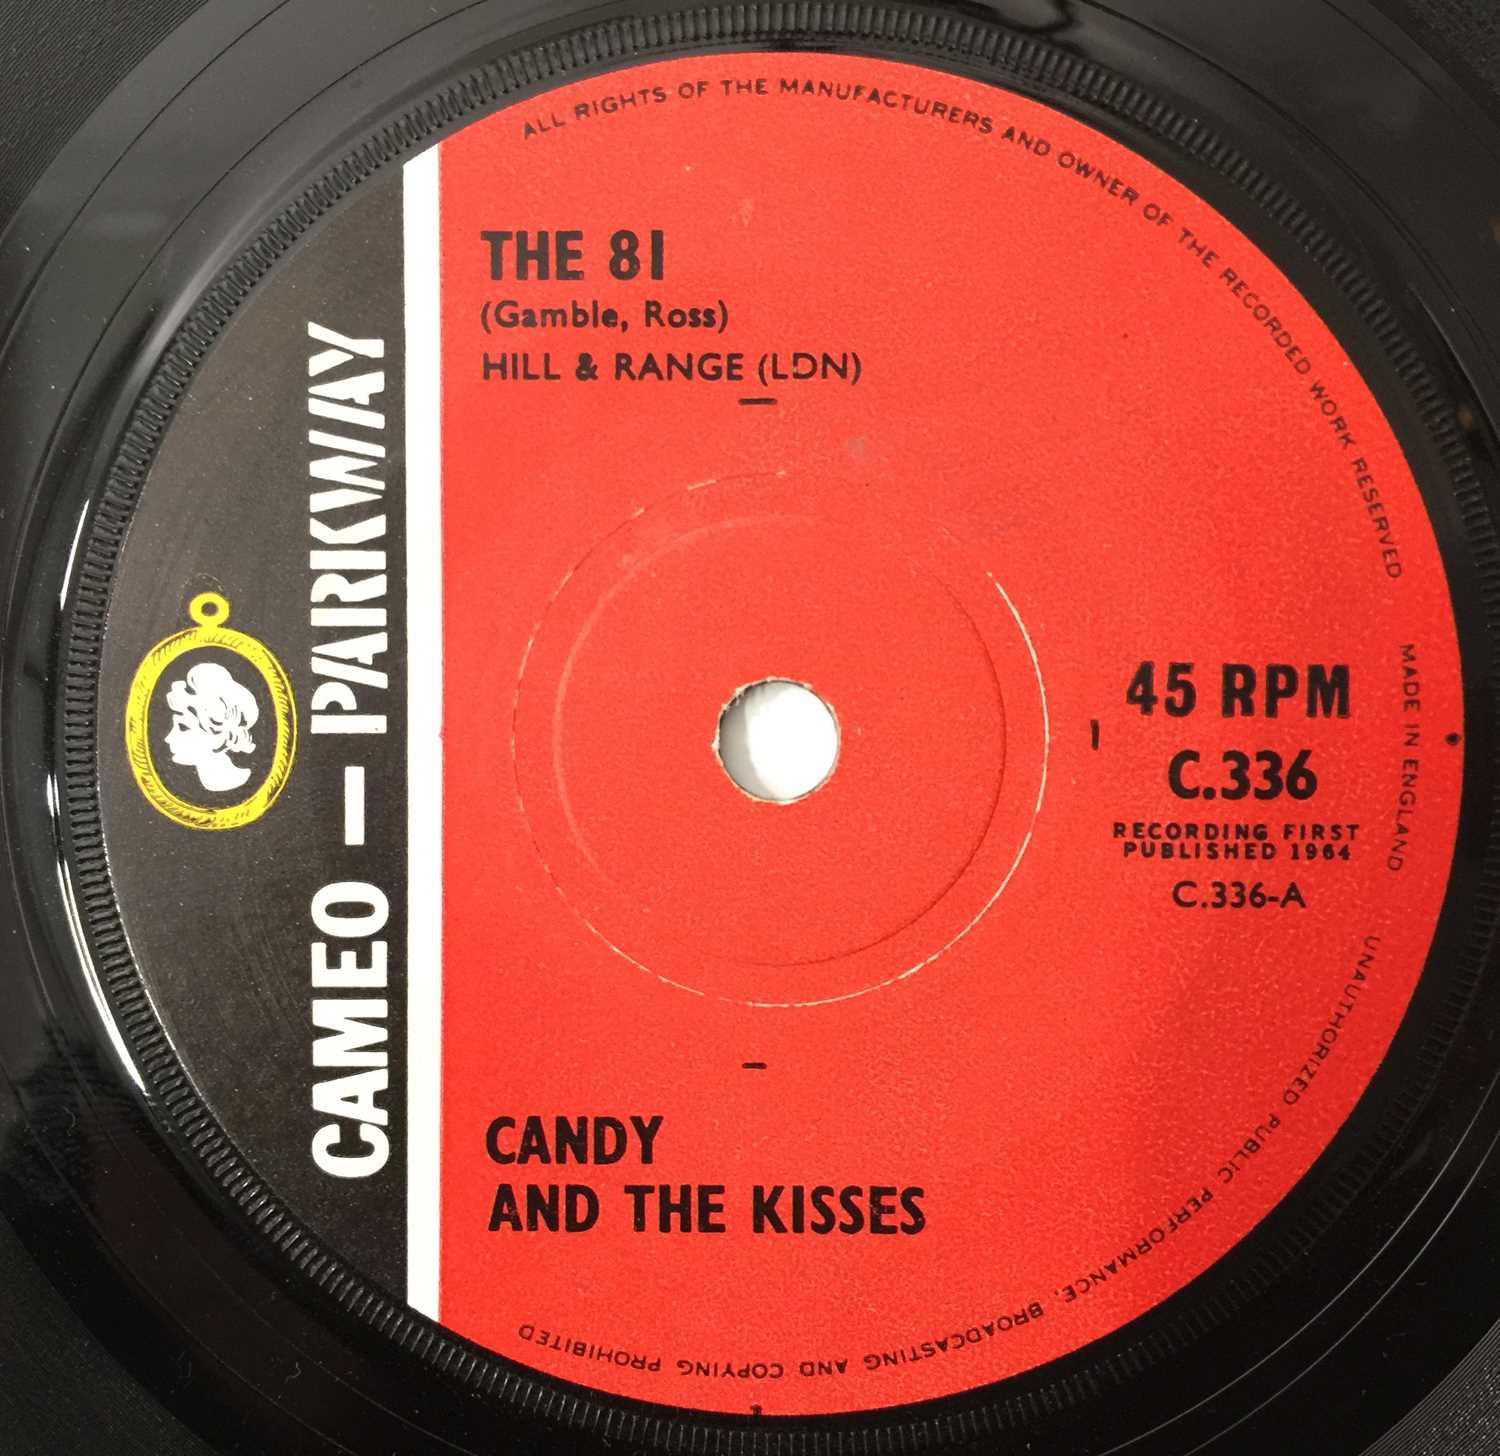 ALL RIGHTS OF THE MANUFACTURERS AND OWNER OF THE RECORDED WORK RESERVED
THE 81
(Gamble, Ross)
HILL & RANGE (LDN)
CAMEO — PARKWAY
45 RPM
C.336
RECORDING FIRST
PUBLISHED 1964
C.336-A
MADE IN ENGLAND
CANDY
AND THE KISSES
UNAUTHORIZED PUBLIC PERFORMANCE, BROADCASTING AND COPYING PROHIBITED